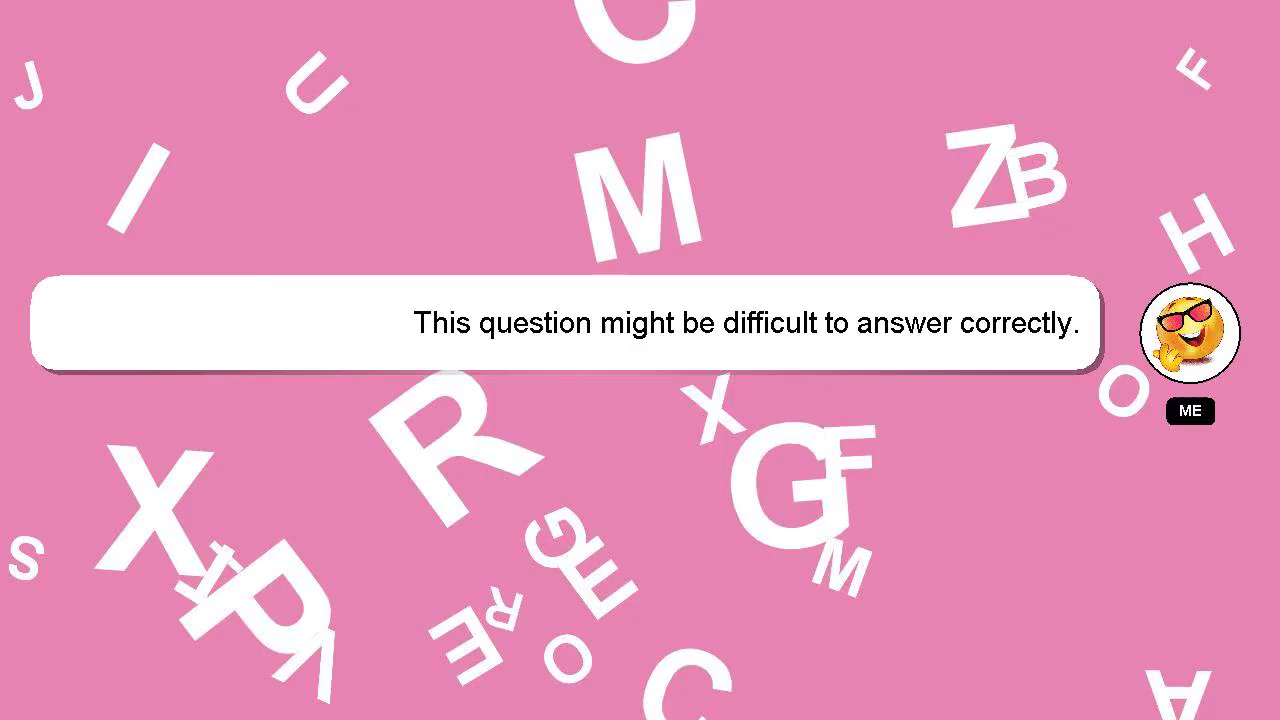 C
J
U
F
I
M
Z
B
H
This question might be difficult to answer correctly.
ME
O
R
X
G
F
X
S
G
E
M
P
V
E
R
O
C
A